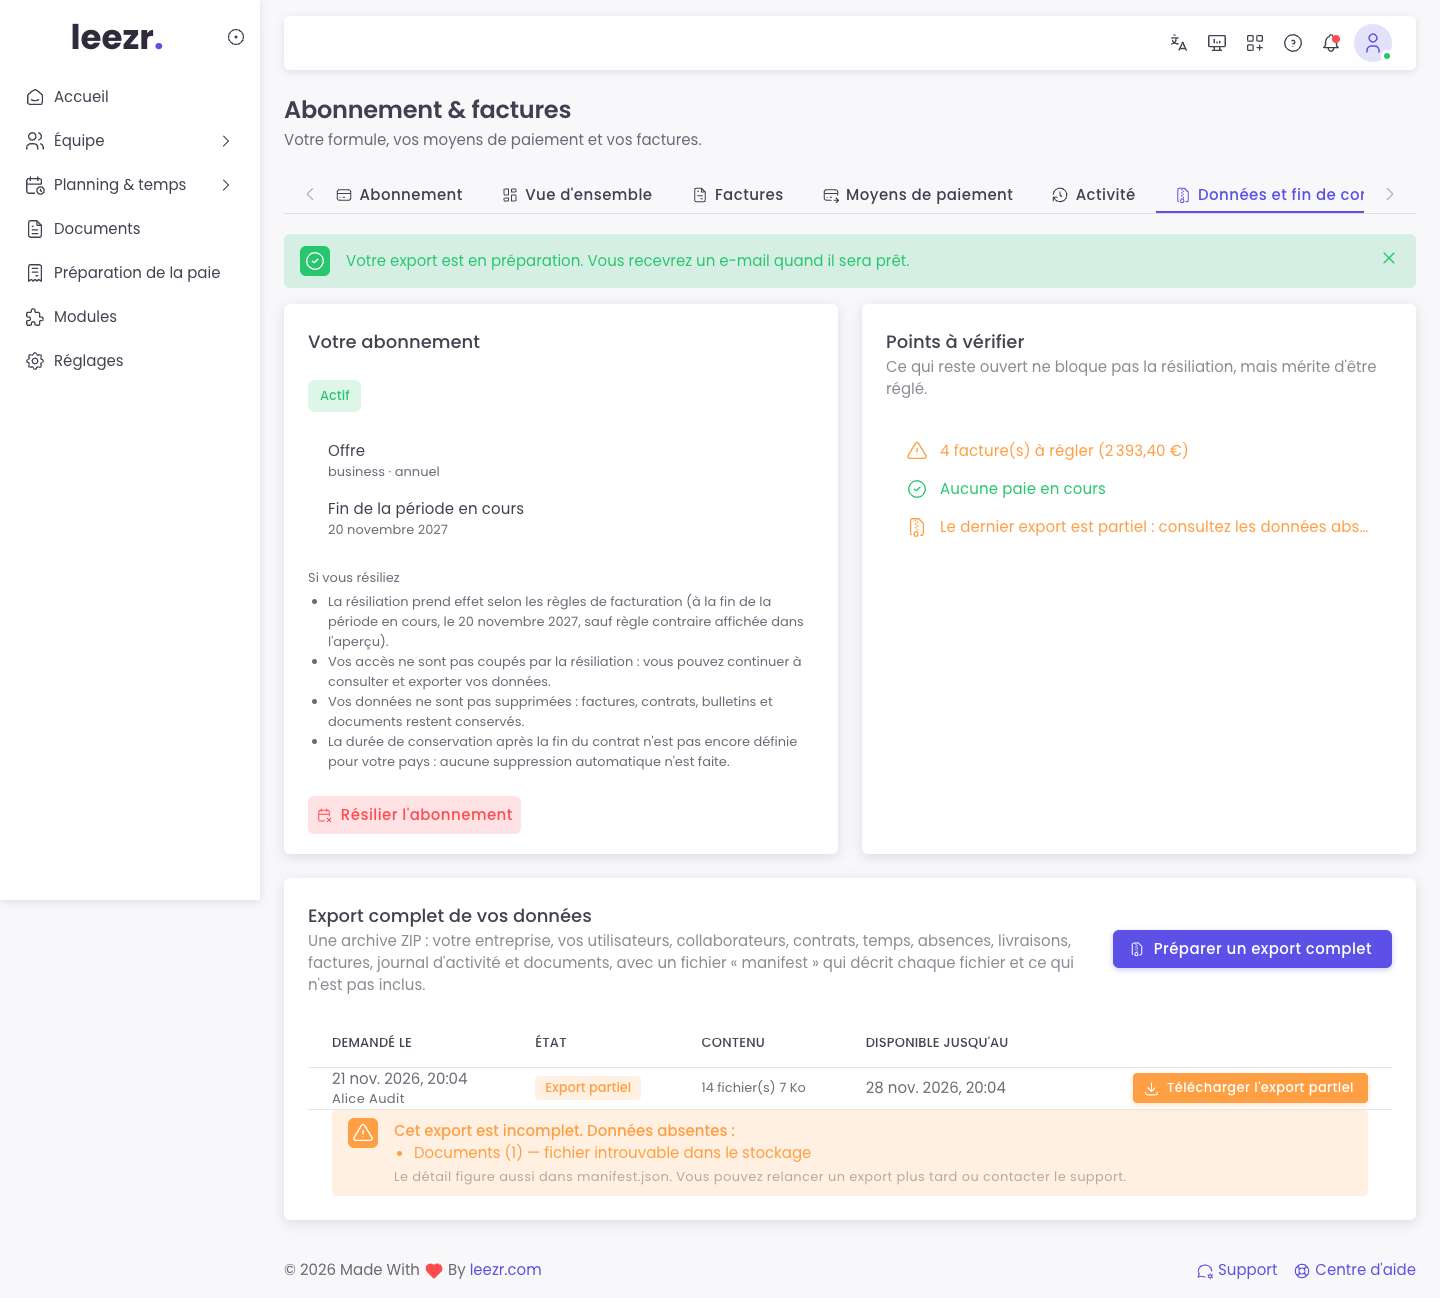 leezr.
Accueil
Équipe
Planning & temps
Documents
Préparation de la paie
Modules
Réglages
Abonnement & factures
Votre formule, vos moyens de paiement et vos factures.
Abonnement
Vue d'ensemble
Factures
Moyens de paiement
Activité
Données et fin de cor
Votre export est en préparation. Vous recevrez un e-mail quand il sera prêt.
Votre abonnement
Actif
Offre
business · annuel
Fin de la période en cours
20 novembre 2027
Si vous résiliez
• La résiliation prend effet selon les règles de facturation (à la fin de la
période en cours, le 20 novembre 2027, sauf règle contraire affichée dans
l'aperçu).
• Vos accès ne sont pas coupés par la résiliation : vous pouvez continuer à
consulter et exporter vos données.
• Vos données ne sont pas supprimées : factures, contrats, bulletins et
documents restent conservés.
• La durée de conservation après la fin du contrat n'est pas encore définie
pour votre pays : aucune suppression automatique n'est faite.
Résilier l'abonnement
Points à vérifier
Ce qui reste ouvert ne bloque pas la résiliation, mais mérite d'être
réglé.
4 facture(s) à régler (2 393,40 €)
Aucune paie en cours
Le dernier export est partiel : consultez les données abs...
Export complet de vos données
Une archive ZIP : votre entreprise, vos utilisateurs, collaborateurs, contrats, temps, absences, livraisons,
factures, journal d'activité et documents, avec un fichier « manifest » qui décrit chaque fichier et ce qui
n'est pas inclus.
Préparer un export complet
DEMANDÉ LE
ÉTAT
CONTENU
DISPONIBLE JUSQU'AU
21 nov. 2026, 20:04
Alice Audit
Export partiel
14 fichier(s) 7 Ko
28 nov. 2026, 20:04
Télécharger l'export partiel
Cet export est incomplet. Données absentes :
• Documents (1) — fichier introuvable dans le stockage
Le détail figure aussi dans manifest.json. Vous pouvez relancer un export plus tard ou contacter le support.
© 2026 Made With By leezr.com
Support
Centre d'aide